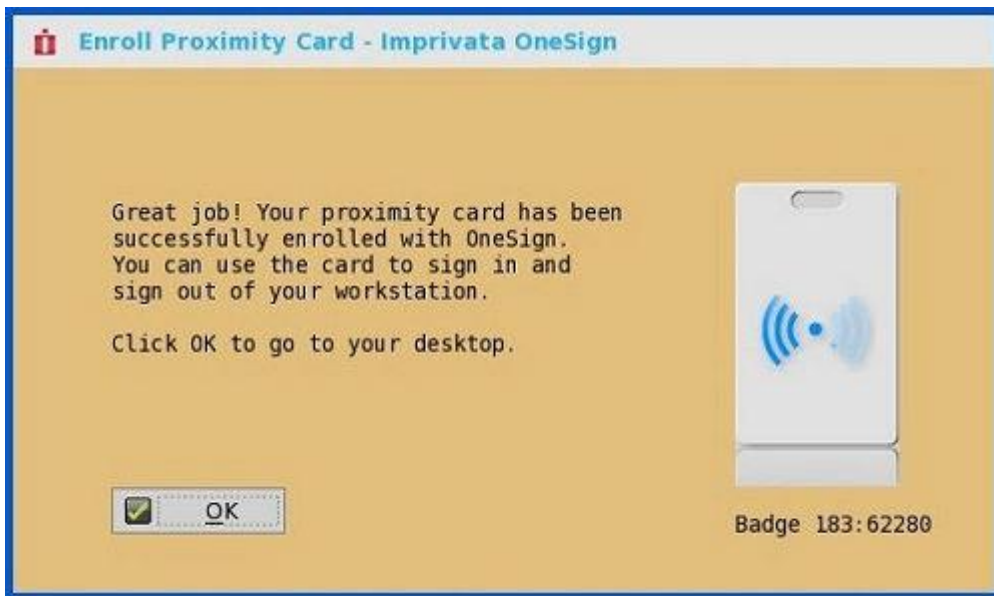 Enroll Proximity Card - Imprivata OneSign
Great job! Your proximity card has been
successfully enrolled with OneSign.
You can use the card to sign in and
sign out of your workstation.
Click OK to go to your desktop.
OK
Badge 183:62280